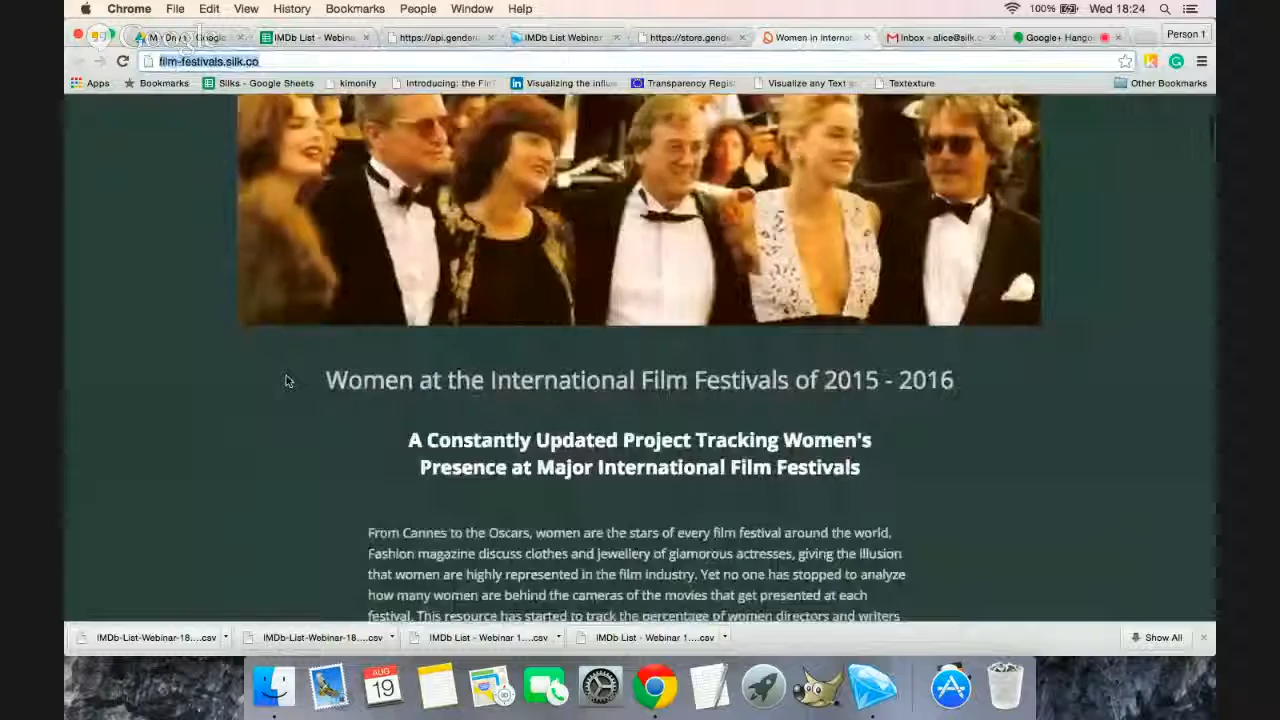 Chrome File Edit View History Bookmarks People Window Help 100% Wed 18:24
Google
IMDb List - Webina https://api.gender IMDb List Webinar https://store.gend Women in Internat Inbox - alice@silk.c Google+ Hang Person 1
film-festivals.silk.co
Apps Bookmarks Silks - Google Sheets kimonify Introducing: the Fin Visualizing the influ Transparency Regis Visualize any Text a Textexture Other Bookmarks
Women at the International Film Festivals of 2015 - 2016
A Constantly Updated Project Tracking Women's
Presence at Major International Film Festivals
From Cannes to the Oscars, women are the stars of every film festival around the world.
Fashion magazine discuss clothes and jewellery of glamorous actresses, giving the illusion
that women are highly represented in the film industry. Yet no one has stopped to analyze
how many women are behind the cameras of the movies that get presented at each
festival. This resource has started to track the percentage of women directors and writers
IMDb-List-Webinar-18....csv IMDb-List-Webinar-18....csv IMDb List - Webinar 1....csv IMDb List - Webinar 1....csv Show All
AUG
19